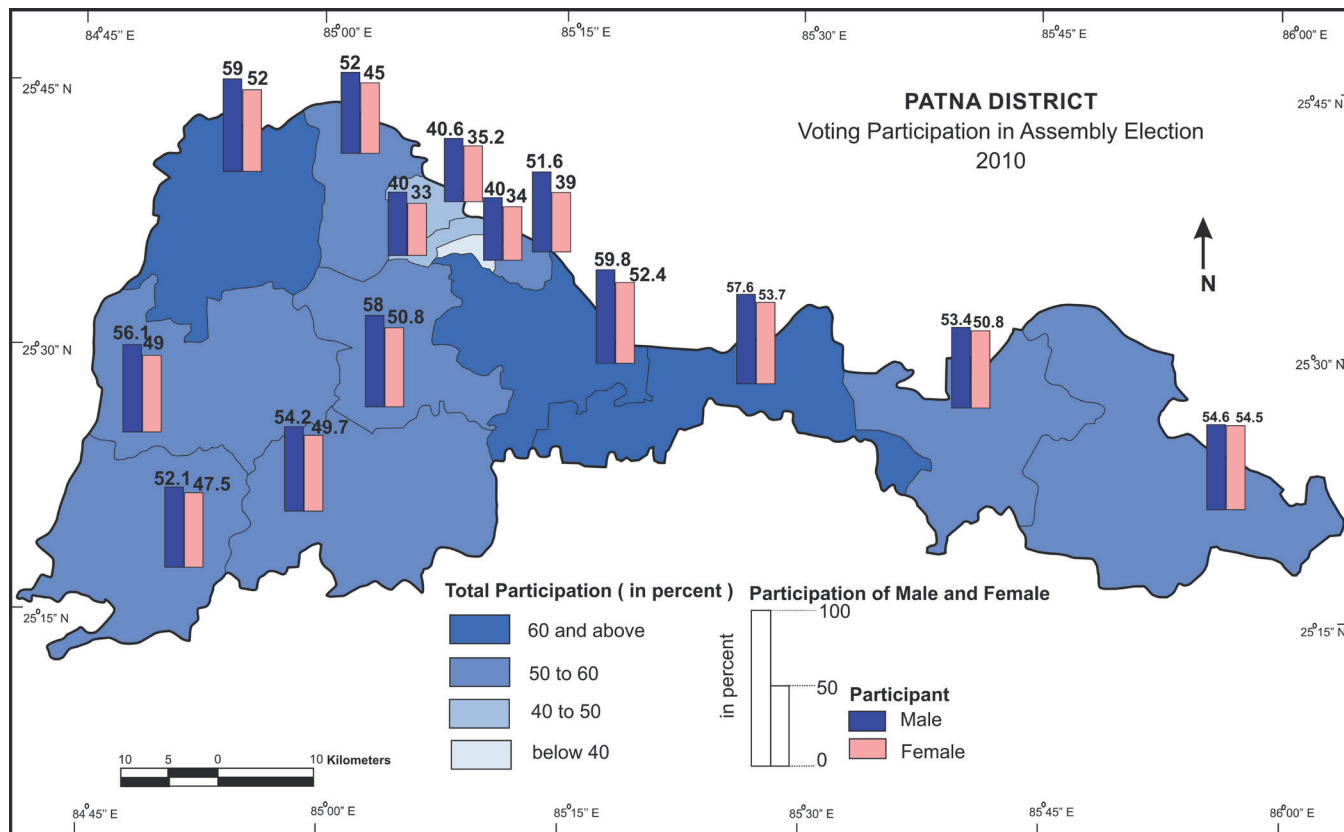 84°45'' E 85°00'' E 85°15'' E 85°30'' E 85°45'' E 86°00'' E
25°45'' N
25°45'' N
PATNA DISTRICT
Voting Participation in Assembly Election
2010
59 52
52 45
40.6 35.2
51.6 39
40 33
40 34
N
59.8 52.4
57.6 53.7
58 50.8
53.4 50.8
56.1 49
25°30'' N
25°30'' N
54.2 49.7
54.6 54.5
52.1 47.5
25°15'' N
25°15'' N
Total Participation ( in percent )
60 and above
50 to 60
40 to 50
below 40
Participation of Male and Female
100
50
0
in percent
Participant
Male
Female
10 5 0 10 Kilometers
84°45'' E 85°00'' E 85°15'' E 85°30'' E 85°45'' E 86°00'' E